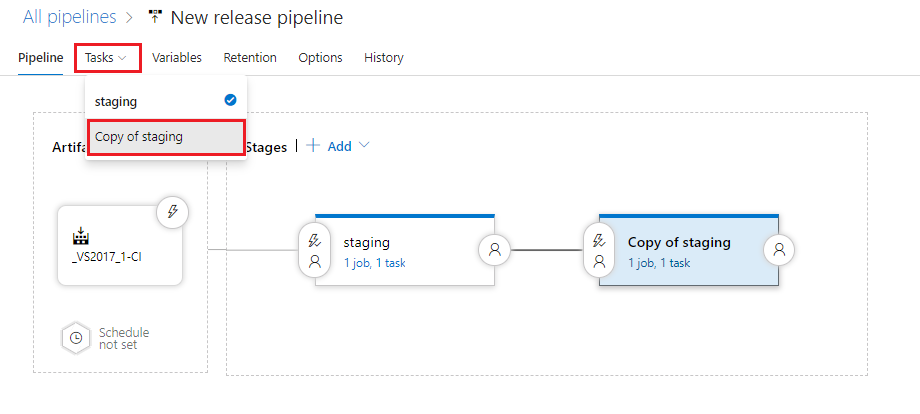 All pipelines > New release pipeline
Pipeline Tasks Variables Retention Options History
staging
Copy of staging
Artifa
Stages | + Add
_VS2017_1-CI
Schedule
not set
staging
1 job, 1 task
Copy of staging
1 job, 1 task